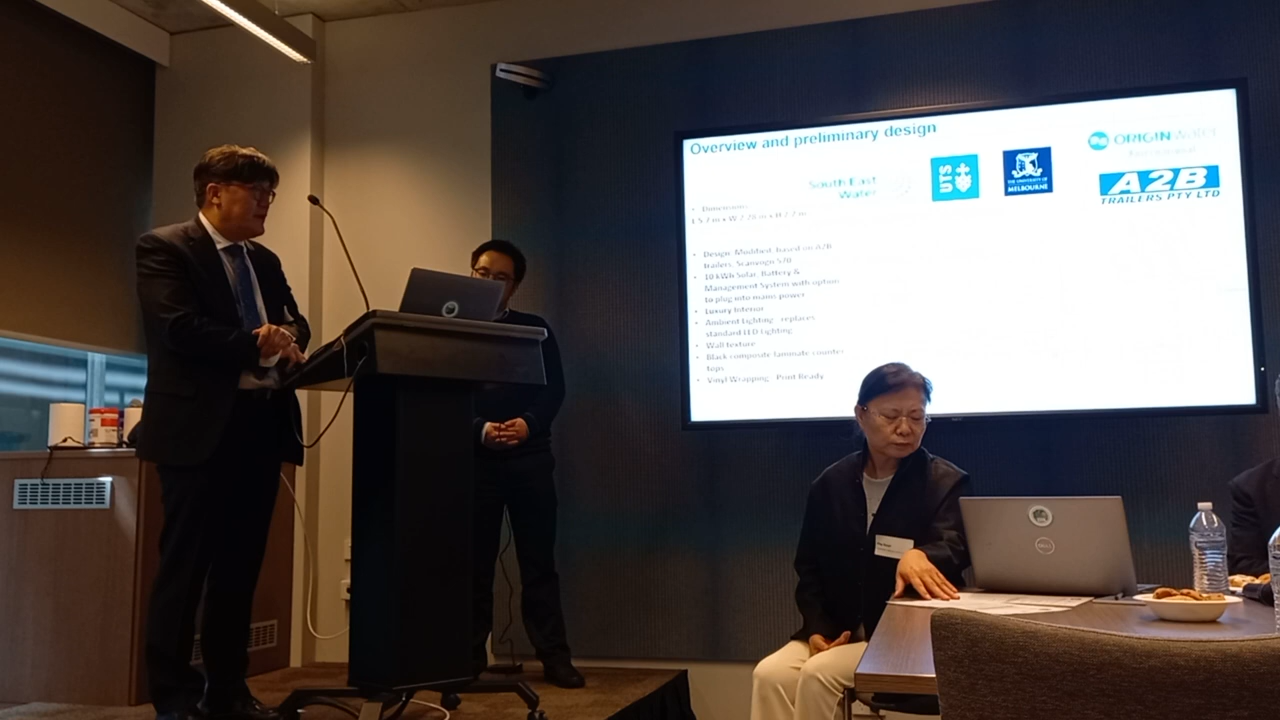 Overview and preliminary design
ORIGINWater
South East
Water
UTS
THE UNIVERSITY OF
MELBOURNE
A2B
TRAILERS PTY LTD
• Dimensions
• Design: Modified, based on A2B
trailers,
• 10 kWh Solar, Battery &
Management System with option
to plug into mains power
• Luxury Interior
• Ambient Lighting - replaces
standard LED Lighting
• Wall texture
• Black composite laminate counter
tops
• Vinyl Wrapping - Print Ready
DELL